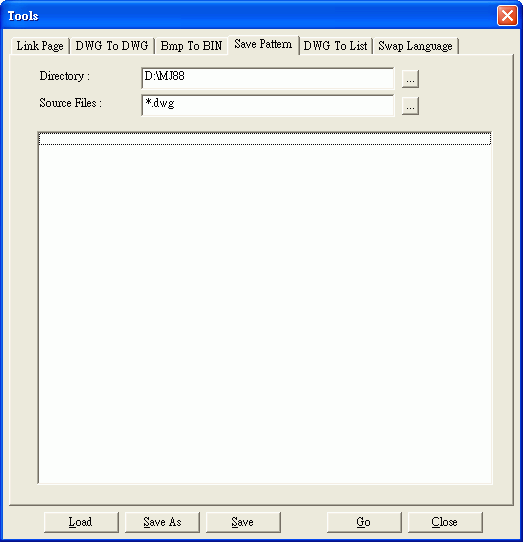 Tools
Link Page DWG To DWG Bmp To BIN Save Pattern DWG To List Swap Language
Directory : D:\MJ88 ...
Source Files : *.dwg ...
Load Save As Save Go Close